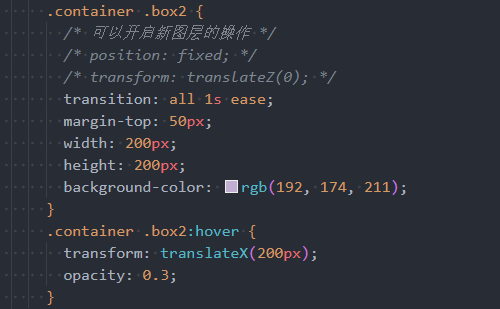 .container .box2 {
/* 可以开启新图层的操作 */
/* position: fixed; */
/* transform: translateZ(0); */
transition: all 1s ease;
margin-top: 50px;
width: 200px;
height: 200px;
background-color: rgb(192, 174, 211);
}
.container .box2:hover {
transform: translateX(200px);
opacity: 0.3;
}